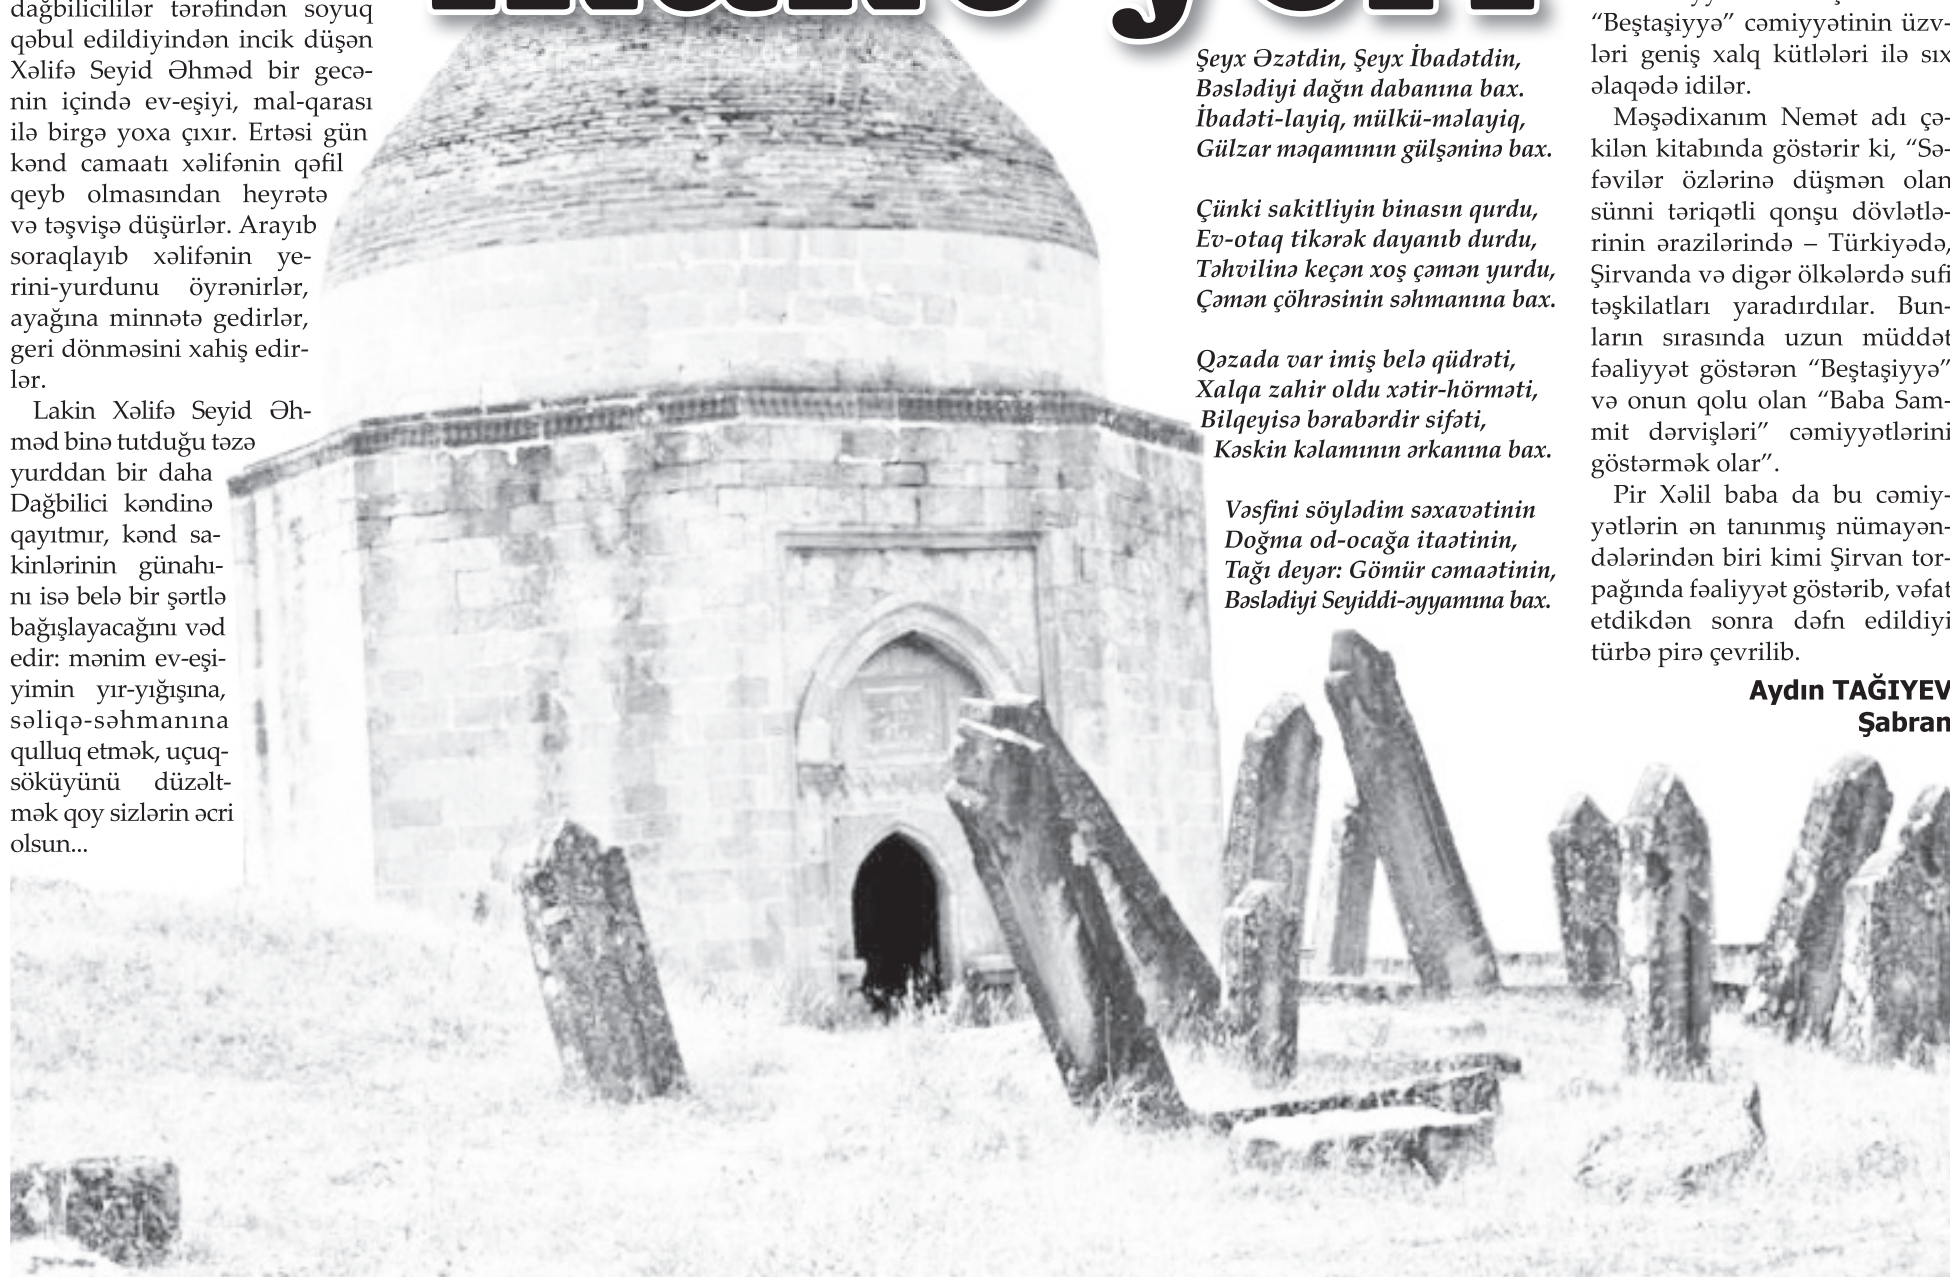 dağbilicililər tərəfindən soyuq
qəbul edildiyindən incik düşən
Xəlifə Seyid Əhməd bir gecə-
nin içində ev-eşiyi, mal-qarası
ilə birgə yoxa çıxır. Ertəsi gün
kənd camaatı xəlifənin qəfil
qeyb olmasından heyrətə
və təşvişə düşürlər. Arayıb
soraqlayıb xəlifənin ye-
rini-yurdunu öyrənirlər,
ayağına minnətə gedirlər,
geri dönməsini xahiş edir-
lər.
Lakin Xəlifə Seyid Əh-
məd binə tutduğu təzə
yurddan bir daha
Dağbilici kəndinə
qayıtmır, kənd sa-
kinlərinin günahı-
nı isə belə bir şərtlə
bağışlayacağını vəd
edir: mənim ev-eşi-
yimin yır-yığışına,
səliqə-səhmanına
qulluq etmək, uçuq-
söküyünü düzəlt-
mək qoy sizlərin əcri
olsun...
Şeyx Əzətdin, Şeyx İbadətdin,
Bəslədiyi dağın dabanına bax.
İbadəti-layiq, mülkü-məlayiq,
Gülzar məqamının gülşəninə bax.
Çünki sakitliyin binasın qurdu,
Ev-otaq tikərək dayanıb durdu,
Təhvilinə keçən xoş çəmən yurdu,
Çəmən çöhrəsinin səhmanına bax.
Qəzada var imiş belə qüdrəti,
Xalqa zahir oldu xətir-hörməti,
Bilqeyisə bərabərdir sifəti,
Kəskin kəlamının ərkanına bax.
Vəsfini söylədim səxavətinin
Doğma od-ocağa itaətinin,
Tağı deyər: Gömür cəmaətinin,
Bəslədiyi Seyiddi-əyyamına bax.
“Beştaşiyyə” cəmiyyətinin üzv-
ləri geniş xalq kütlələri ilə sıx
əlaqədə idilər.
Məşədixanım Nemət adı çə-
kilən kitabında göstərir ki, “Sə-
fəvilər özlərinə düşmən olan
sünni təriqətli qonşu dövlətlə-
rinin ərazilərində – Türkiyədə,
Şirvanda və digər ölkələrdə sufi
təşkilatları yaradırdılar. Bun-
ların sırasında uzun müddət
fəaliyyət göstərən “Beştaşiyyə”
və onun qolu olan “Baba Sam-
mit dərvişləri” cəmiyyətlərini
göstərmək olar”.
Pir Xəlil baba da bu cəmiy-
yətlərin ən tanınmış nümayən-
dələrindən biri kimi Şirvan tor-
pağında fəaliyyət göstərib, vəfat
etdikdən sonra dəfn edildiyi
türbə pirə çevrilib.
Aydın TAĞIYEV
Şabran